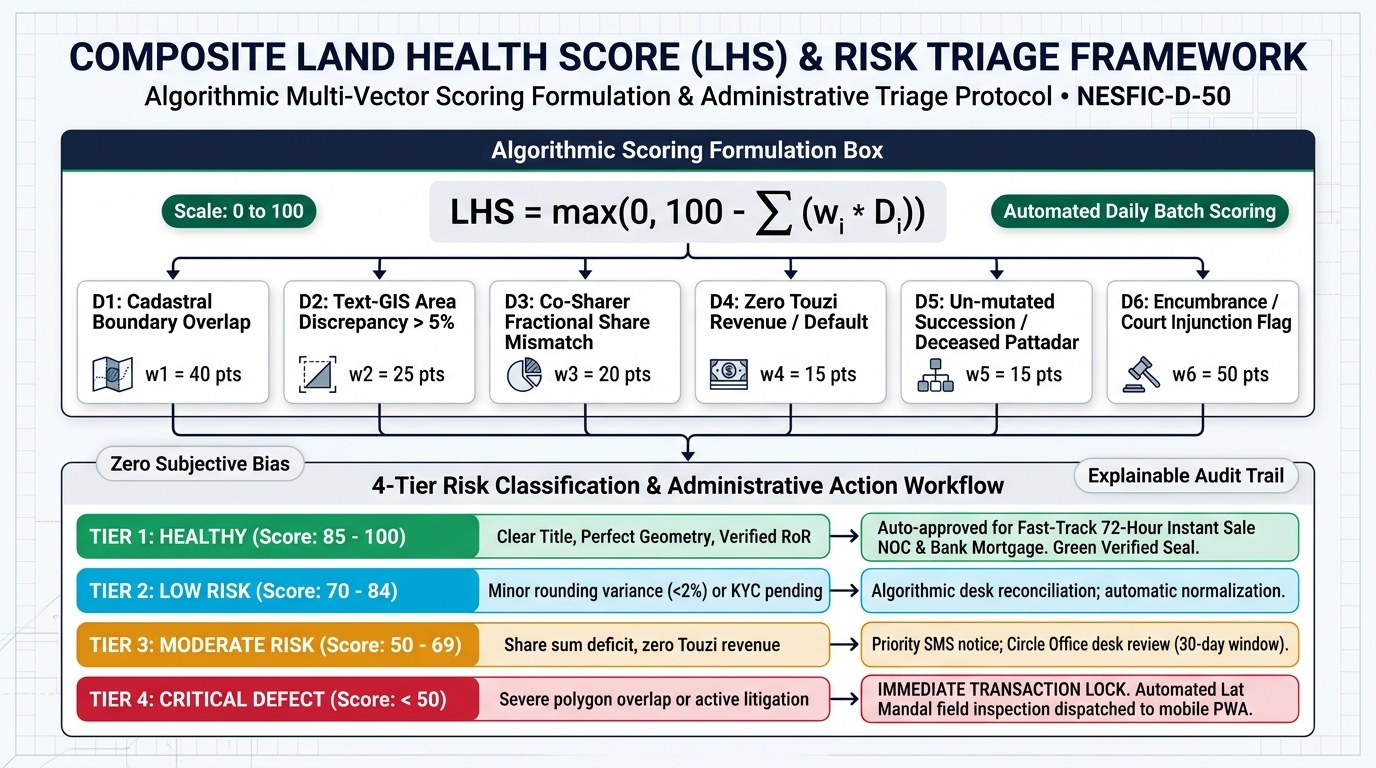 COMPOSITE LAND HEALTH SCORE (LHS) & RISK TRIAGE FRAMEWORK
Algorithmic Multi-Vector Scoring Formulation & Administrative Triage Protocol • NESFIC-D-50
Algorithmic Scoring Formulation Box
Scale: 0 to 100
LHS = max(0, 100 - ∑ (wᵢ * Dᵢ))
Automated Daily Batch Scoring
D1: Cadastral
Boundary Overlap
w1 = 40 pts
D2: Text-GIS Area
Discrepancy > 5%
w2 = 25 pts
D3: Co-Sharer
Fractional Share
Mismatch
w3 = 20 pts
D4: Zero Touzi
Revenue / Default
$
w4 = 15 pts
D5: Un-mutated
Succession /
Deceased Pattadar
w5 = 15 pts
D6: Encumbrance /
Court Injunction Flag
w6 = 50 pts
Zero Subjective Bias
4-Tier Risk Classification & Administrative Action Workflow
Explainable Audit Trail
TIER 1: HEALTHY (Score: 85 - 100)
Clear Title, Perfect Geometry, Verified RoR
Auto-approved for Fast-Track 72-Hour Instant Sale
NOC & Bank Mortgage. Green Verified Seal.
TIER 2: LOW RISK (Score: 70 - 84)
Minor rounding variance (<2%) or KYC pending
Algorithmic desk reconciliation; automatic normalization.
TIER 3: MODERATE RISK (Score: 50 - 69)
Share sum deficit, zero Touzi revenue
Priority SMS notice; Circle Office desk review (30-day window).
TIER 4: CRITICAL DEFECT (Score: < 50)
Severe polygon overlap or active litigation
IMMEDIATE TRANSACTION LOCK. Automated Lat
Mandal field inspection dispatched to mobile PWA.